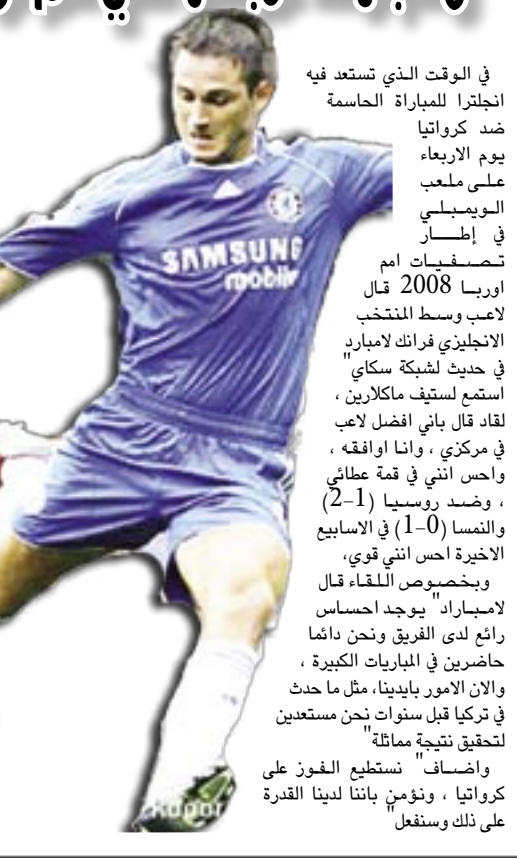 في الوقت الذي تستعد فيه
انجلترا للمباراة الحاسمة
ضد كرواتيا
يوم الاربعاء
على ملعب
الويمبلي
في إطار
تصفيات امم
اوربا 2008 قال
لاعب وسط المنتخب
الانجليزي فرانك لامبارد
في حديث لشبكة سكاي"
استمع لستيف ماكلارين ،
لقاد قال باني افضل لاعب
في مركزي ، وانا اوافقه ،
واحس انني في قمة عطائي
، وضد روسيا (1-2)
والنمسا (0-1) في الاسابيع
الاخيرة احس انني قوي،
وبخصوص اللقاء قال
لامباراد" يوجد احساس
رائع لدى الفريق ونحن دائما
حاضرين في المباريات الكبيرة ،
والان الامور بايدينا، مثل ما حدث
في تركيا قبل سنوات نحن مستعدين
لتحقيق نتيجة مماثلة"
واضاف" نستطيع الفوز على
كرواتيا ، ونؤمن باننا لدينا القدرة
على ذلك وسنفعل"
SAMSUNG
mobile